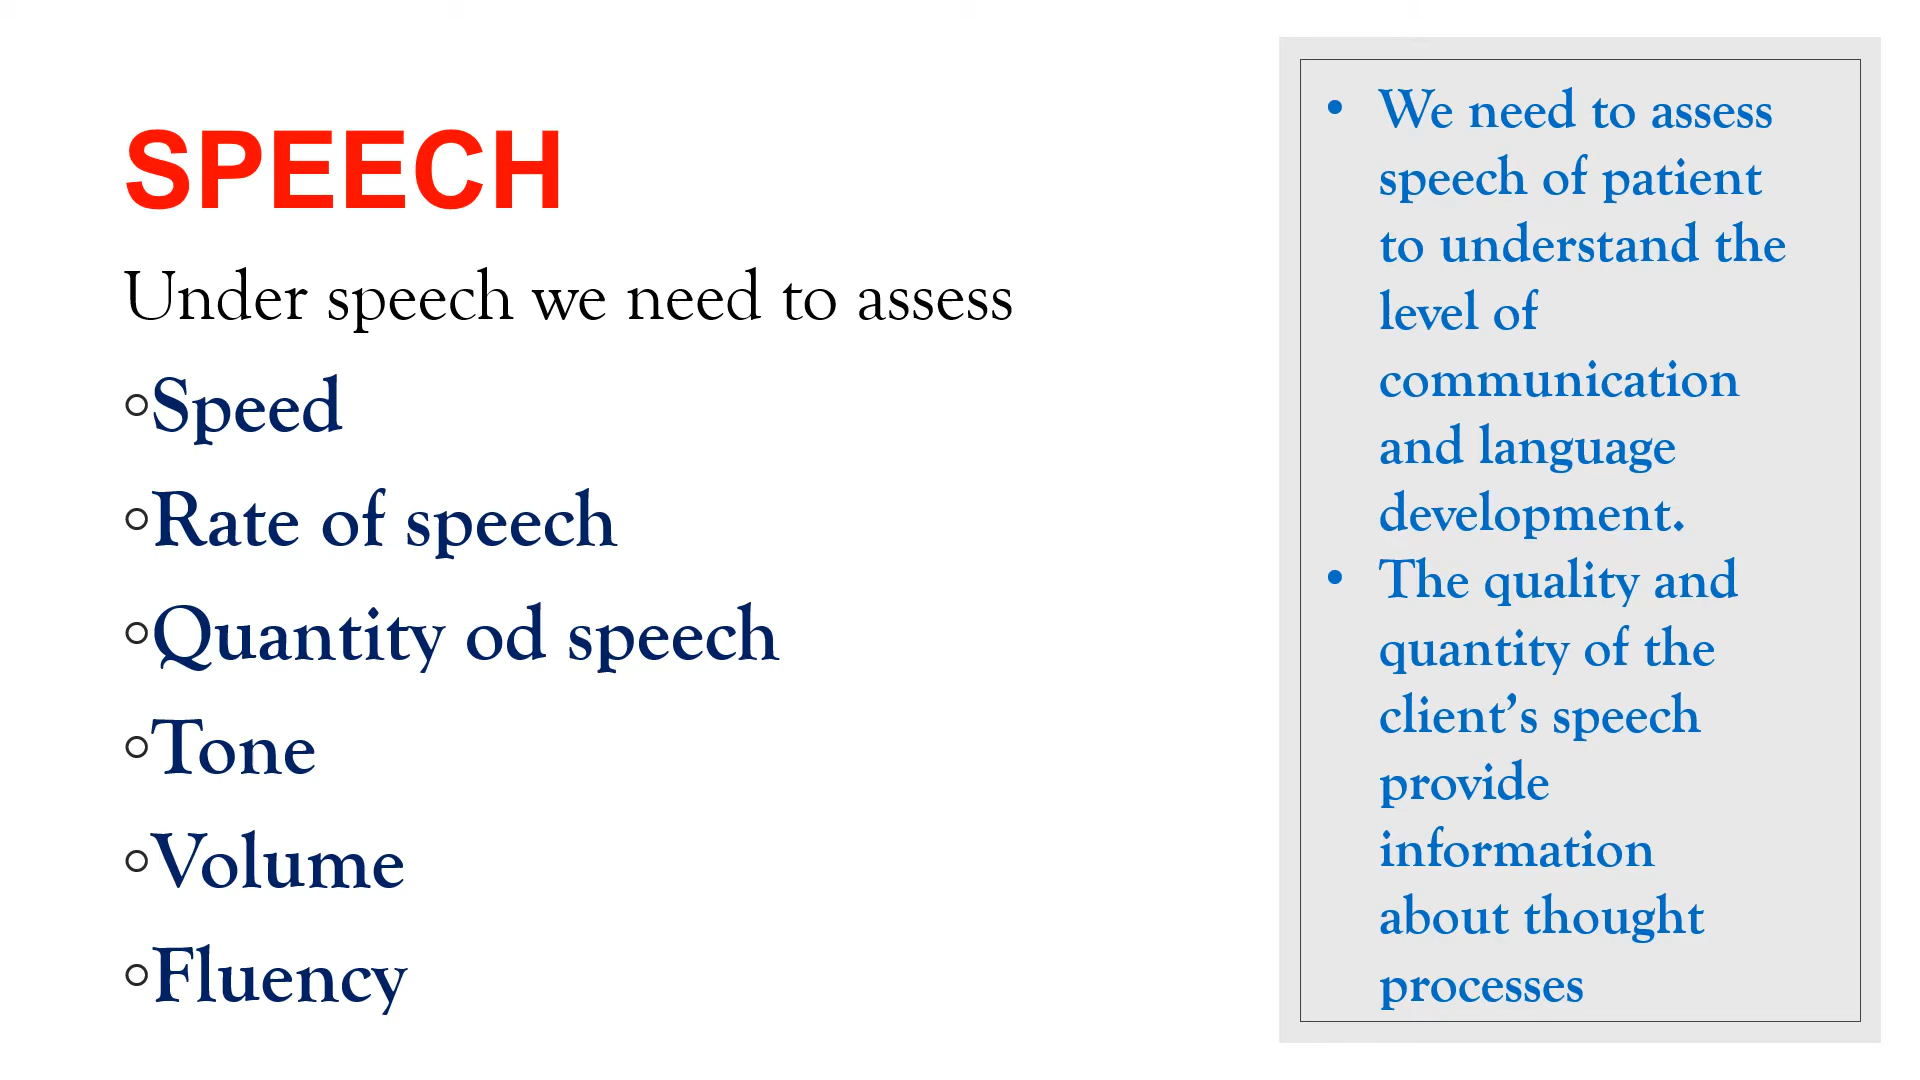 SPEECH
Under speech we need to assess
◦Speed
◦Rate of speech
◦Quantity od speech
◦Tone
◦Volume
◦Fluency
• We need to assess
speech of patient
to understand the
level of
communication
and language
development.
• The quality and
quantity of the
client’s speech
provide
information
about thought
processes